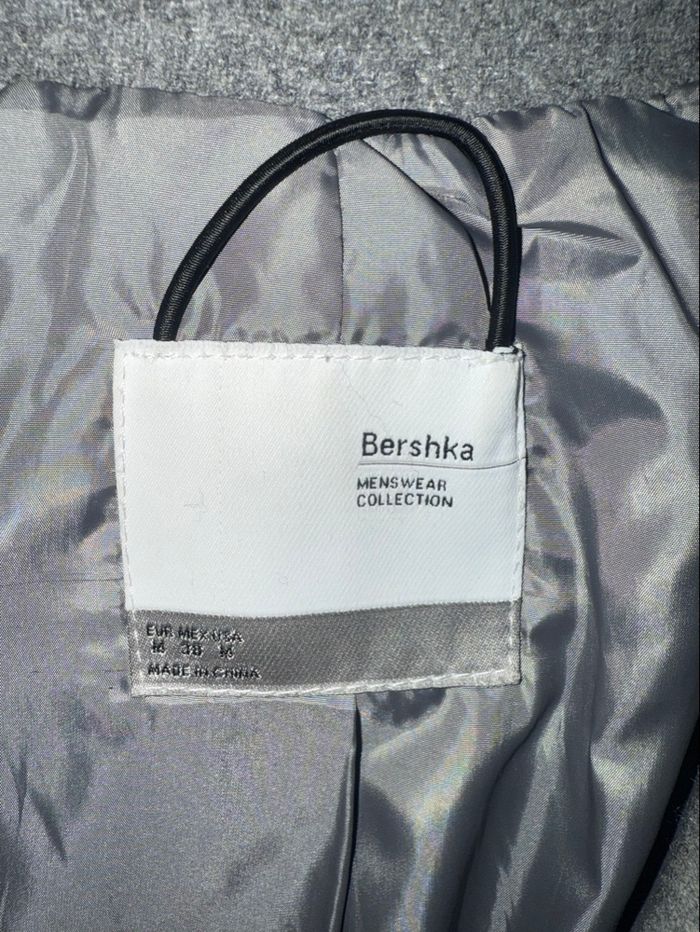 Bershka
MENSWEAR
COLLECTION
EUR MEX USA
M 38 M
MADE IN CHINA